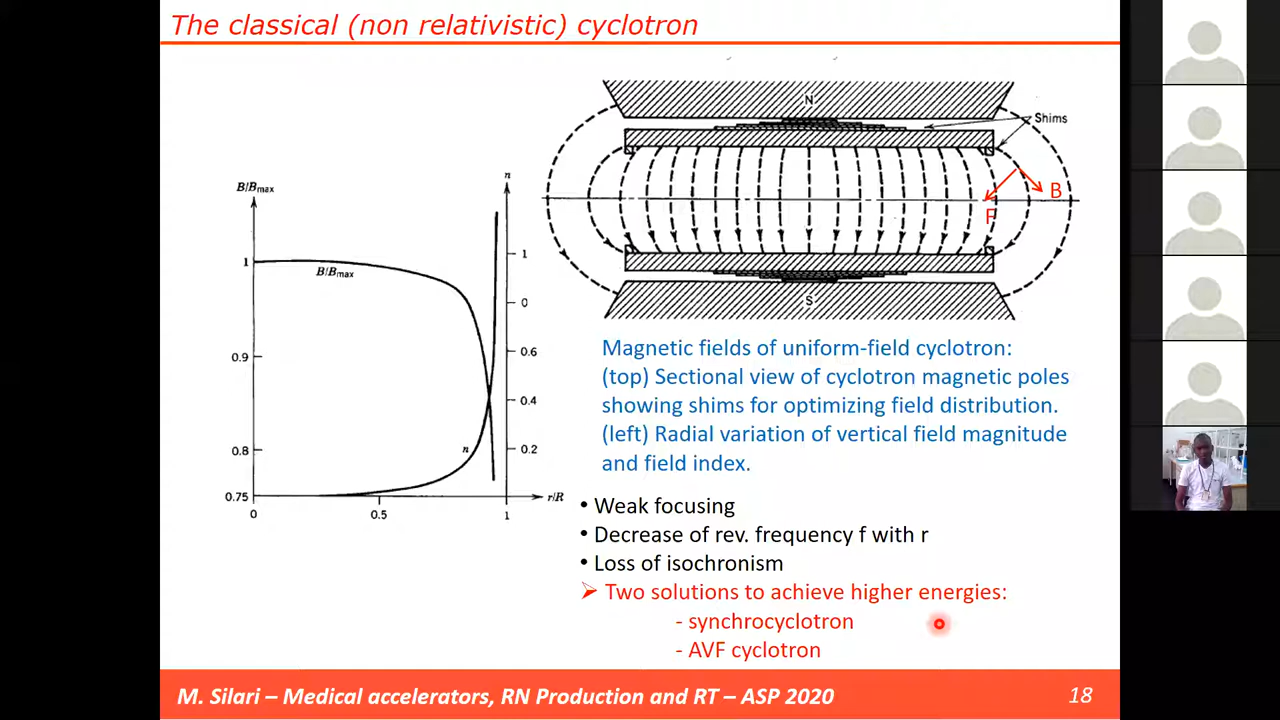 The classical (non relativistic) cyclotron
N
Shims
B
F
S
B/Bmax
n
1
B/Bmax
1
0
0.9
0.6
0.4
0.8
n
0.2
0.75
r/R
0
0.5
1
Magnetic fields of uniform-field cyclotron:
(top) Sectional view of cyclotron magnetic poles
showing shims for optimizing field distribution.
(left) Radial variation of vertical field magnitude
and field index.
• Weak focusing
• Decrease of rev. frequency f with r
• Loss of isochronism
➢ Two solutions to achieve higher energies:
- synchrocyclotron
- AVF cyclotron
M. Silari – Medical accelerators, RN Production and RT – ASP 2020
18